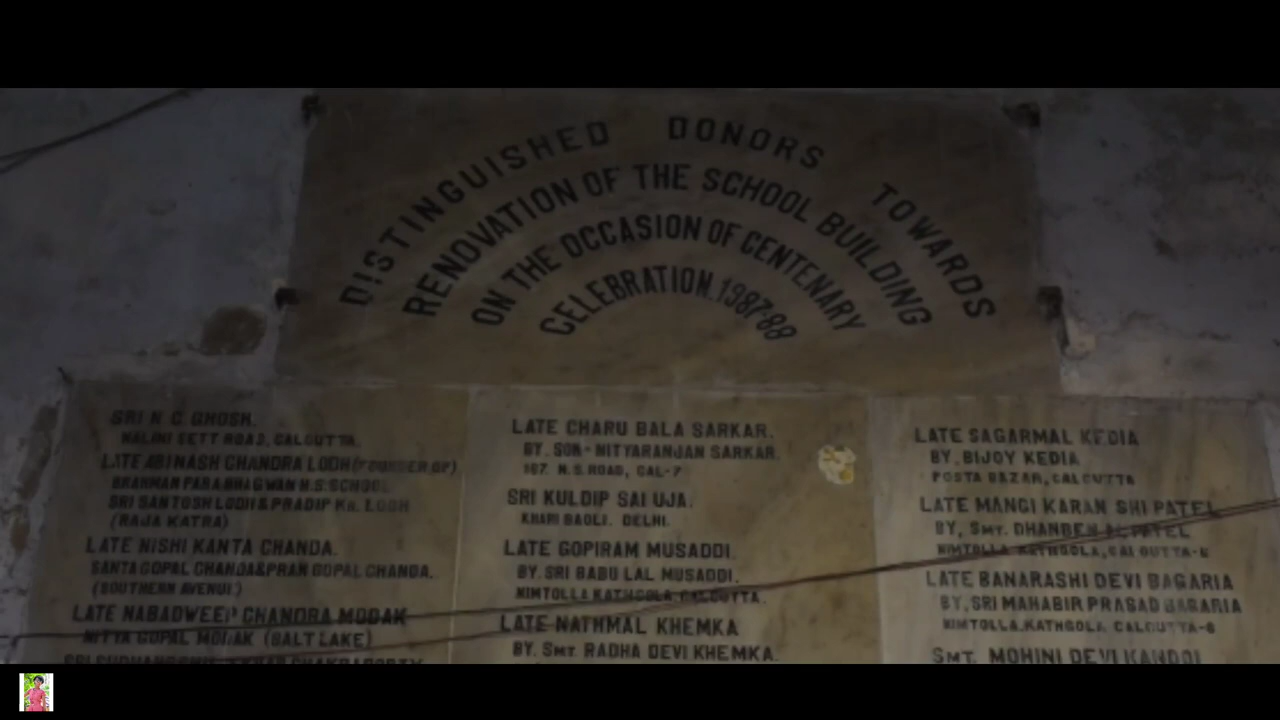 DISTINGUISHED DONORS TOWARDS
RENOVATION OF THE SCHOOL BUILDING
ON THE OCCASION OF CENTENARY
CELEBRATION. 1987-88
SRI N. C. GHOSH.
NALINI SETT ROAD, CALCUTTA.
LATE ABINASH CHANDRA LODH (FOUNDER OF)
BRAHMAN PARA BHAGWAN H.S. SCHOOL
SRI SANTOSH LODH & PRADIP KR. LODH
(RAJA KATRA)
LATE NISHI KANTA CHANDA.
SANTA GOPAL CHANDA & PRAN GOPAL CHANDA.
(SOUTHERN AVENUE)
LATE NABADWEEP CHANDRA MODAK
NITYA GOPAL MODAK (SALT LAKE)
LATE CHARU BALA SARKAR.
BY. SON- NITYARANJAN SARKAR.
167. N. S. ROAD, CAL-7
SRI KULDIP SAI UJA.
KHARI BAOLI. DELHI.
LATE GOPIRAM MUSADDI.
BY. SRI BABU LAL MUSADDI.
NIMTOLLA KATHGOLA, CALCUTTA.
LATE NATHMAL KHEMKA
BY. SMT. RADHA DEVI KHEMKA.
LATE SAGARMAL KEDIA
BY. BIJOY KEDIA
POSTA BAZAR, CALCUTTA
LATE MANGI KARAN SHI PATEL
BY, SMT. DHANBEN PATEL
NIMTOLLA KATHGOLA, CALCUTTA-6
LATE BANARASHI DEVI BAGARIA
BY, SRI MAHABIR PRASAD BAGARIA
NIMTOLLA. KATHGOLA. CALCUTTA-6
SMT. MOHINI DEVI KANDOI